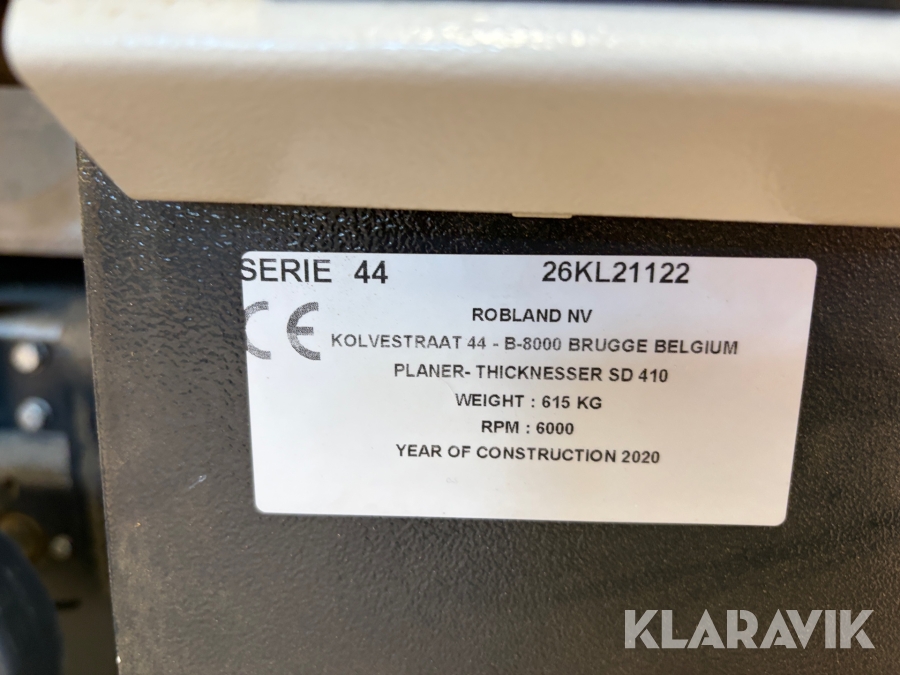 SERIE 44 26KL21122
CE
ROBLAND NV
KOLVESTRAAT 44 - B-8000 BRUGGE BELGIUM
PLANER- THICKNESSER SD 410
WEIGHT : 615 KG
RPM : 6000
YEAR OF CONSTRUCTION 2020
KLARAVIK